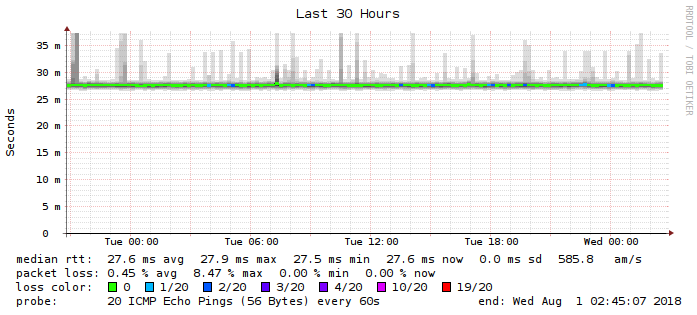 Last 30 Hours
RRDTOOL / TOBI OETIKER
Seconds
35 m
30 m
25 m
20 m
15 m
10 m
5 m
0
Tue 00:00 Tue 06:00 Tue 12:00 Tue 18:00 Wed 00:00
median rtt: 27.6 ms avg 27.9 ms max 27.5 ms min 27.6 ms now 0.0 ms sd 585.8 am/s
packet loss: 0.45 % avg 8.47 % max 0.00 % min 0.00 % now
loss color: 0 1/20 2/20 3/20 4/20 10/20 19/20
probe: 20 ICMP Echo Pings (56 Bytes) every 60s end: Wed Aug 1 02:45:07 2018